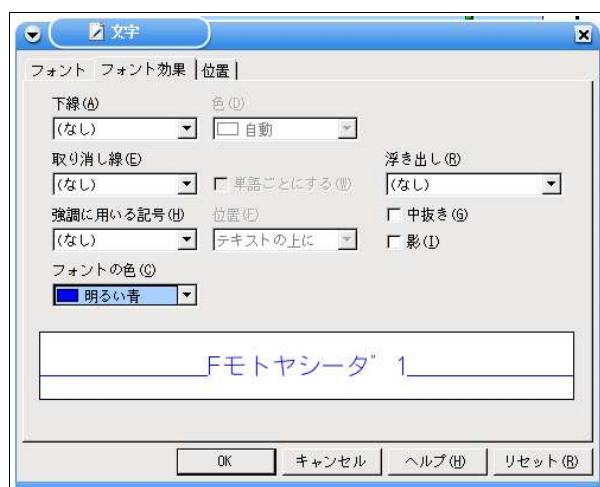 文字
フォント フォント効果 位置
下線(A) 色(D)
(なし) 自動
取り消し線(E) 浮き出し(R)
(なし) 単語ごとにする(W) (なし)
強調に用いる記号(H) 位置(F) 中抜き(G)
(なし) テキストの上に 影(I)
フォントの色(C)
明るい青
Fモトヤシータ゛1
OK キャンセル ヘルプ(H) リセット(R)